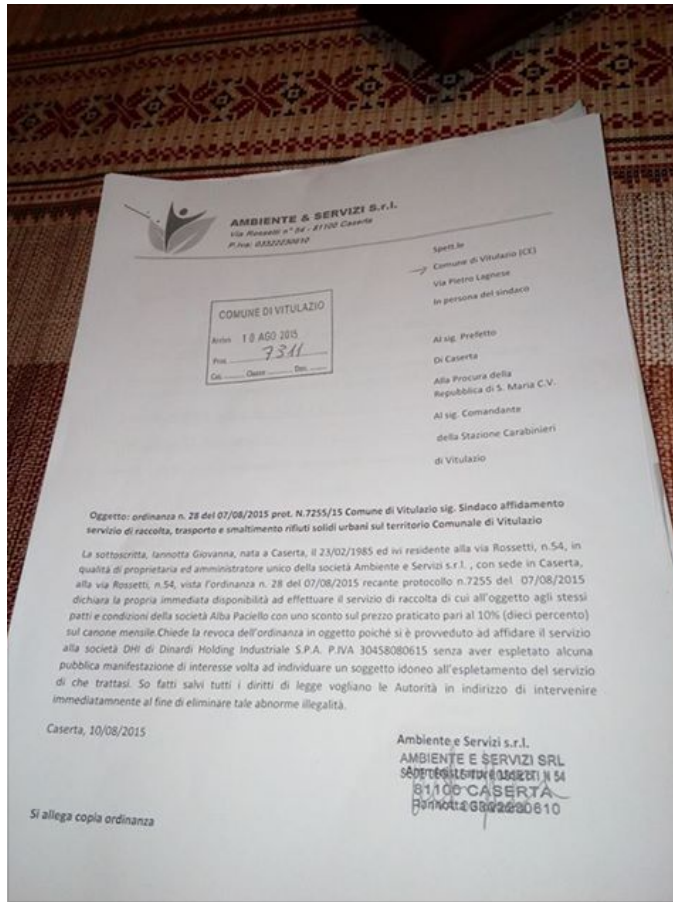 AMBIENTE & SERVIZI S.r.l.
Via Rossetti n° 54 - 81100 Caserta
P.Iva: 03322230610
Spett.le
Comune di Vitulazio (CE)
Via Pietro Lagnese
In persona del sindaco
COMUNE DI VITULAZIO
Arrivo 10 AGO 2015
Prot. 7311
Cat. Classe
Al sig. Prefetto
Di Caserta
Alla Procura della
Repubblica di S. Maria C.V.
Al sig. Comandante
della Stazione Carabinieri
di Vitulazio
Oggetto: ordinanza n. 28 del 07/08/2015 prot. N.7255/15 Comune di Vitulazio sig. Sindaco affidamento
servizio di raccolta, trasporto e smaltimento rifiuti solidi urbani sul territorio Comunale di Vitulazio
La sottoscritta, Iannotta Giovanna, nata a Caserta, il 23/02/1985 ed ivi residente alla via Rossetti, n.54, in
qualità di proprietaria ed amministratore unico della società Ambiente e Servizi s.r.l. , con sede in Caserta,
alla via Rossetti, n.54, vista l'ordinanza n. 28 del 07/08/2015 recante protocollo n.7255 del 07/08/2015
dichiara la propria immediata disponibilità ad effettuare il servizio di raccolta di cui all'oggetto agli stessi
patti e condizioni della società Alba Paciello con uno sconto sul prezzo praticato pari al 10% (dieci percento)
sul canone mensile.Chiede la revoca dell'ordinanza in oggetto poiché si è provveduto ad affidare il servizio
alla società DHI di Dinardi Holding Industriale S.P.A. P.IVA 30458080615 senza aver espletato alcuna
pubblica manifestazione di interesse volta ad individuare un soggetto idoneo all'espletamento del servizio
di che trattasi. So fatti salvi tutti i diritti di legge vogliano le Autorità in indirizzo di intervenire
immediatamnente al fine di eliminare tale abnorme illegalità.
Caserta, 10/08/2015
Ambiente e Servizi s.r.l.
AMBIENTE E SERVIZI SRL
N 54
81100 CASERTA
Si allega copia ordinanza